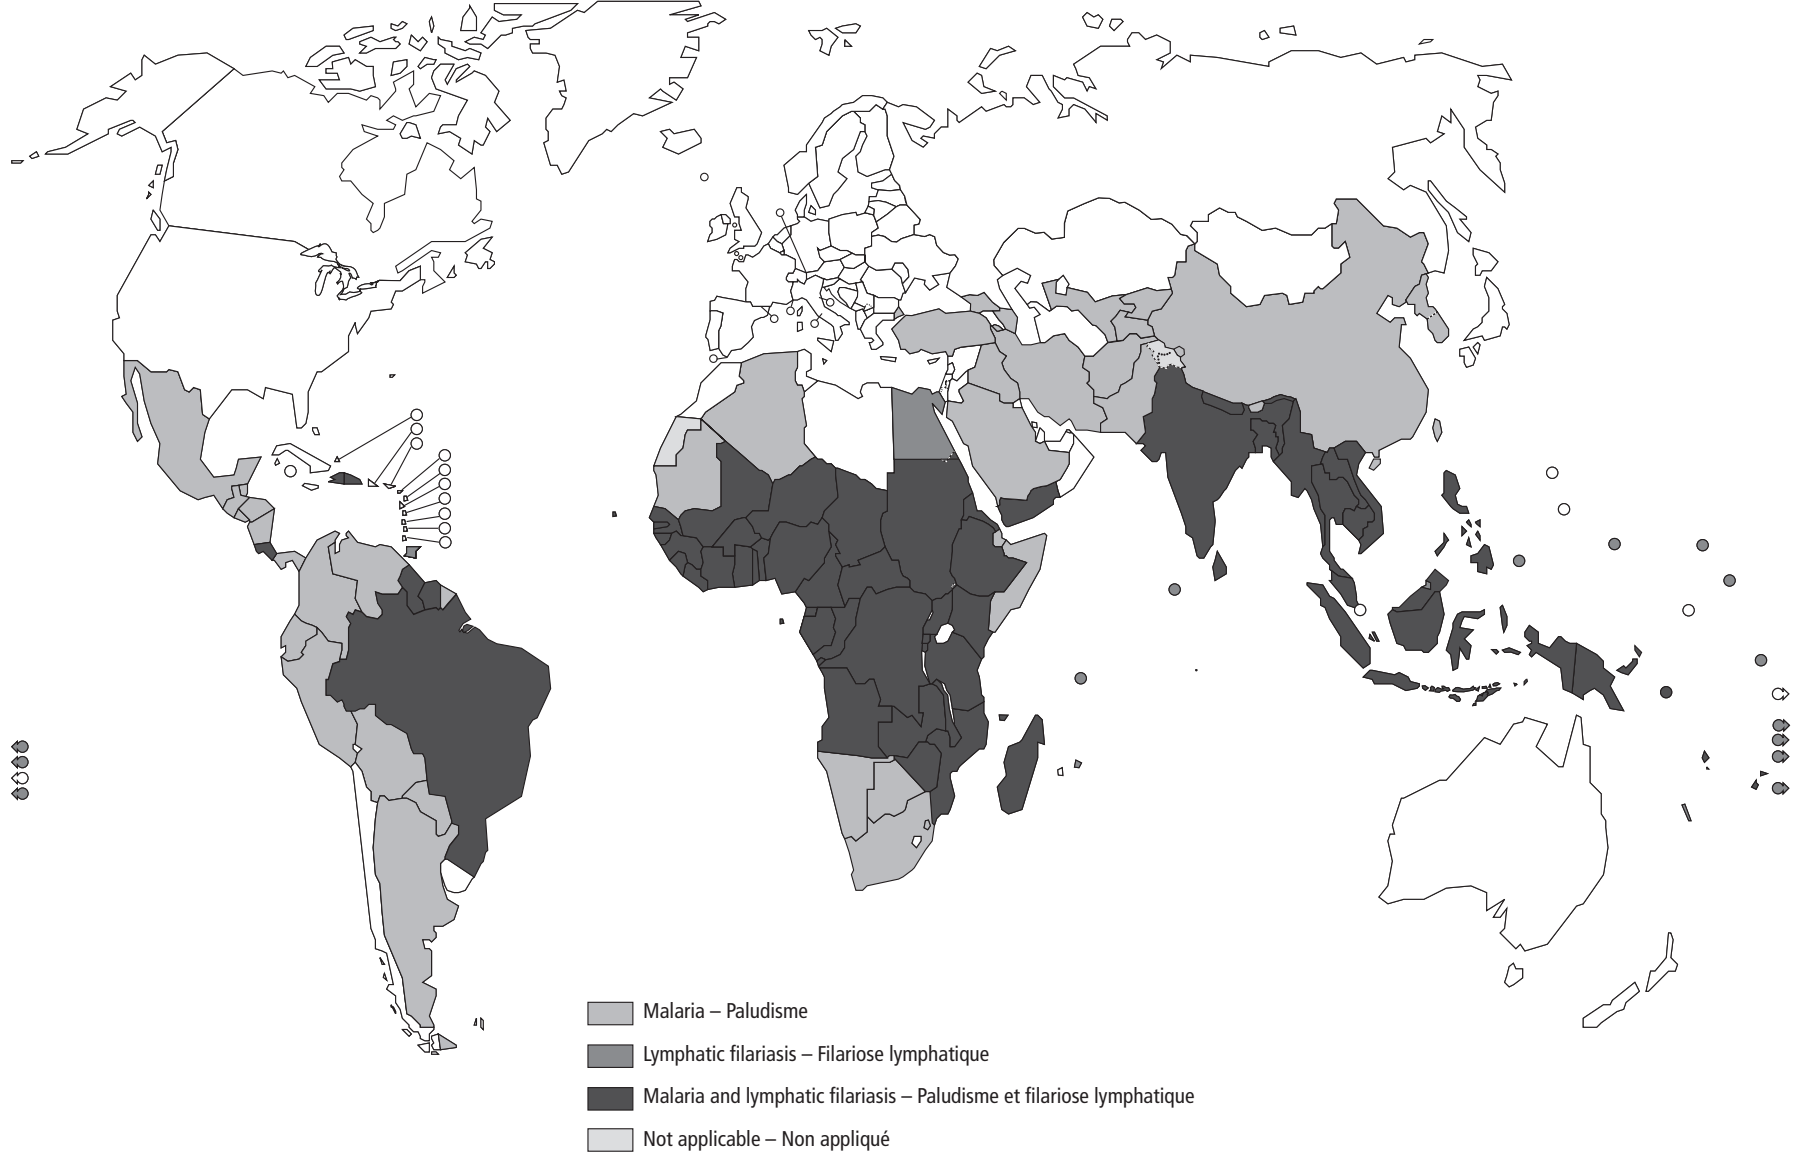 Malaria – Paludisme
Lymphatic filariasis – Filariose lymphatique
Malaria and lymphatic filariasis – Paludisme et filariose lymphatique
Not applicable – Non appliqué